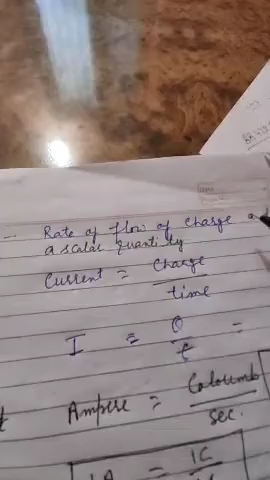 — Rate of flow of charge
a scalar quantity
Current = Charge / time
I = Q / t =
Ampere = Coloumb / sec.
1A = 1C